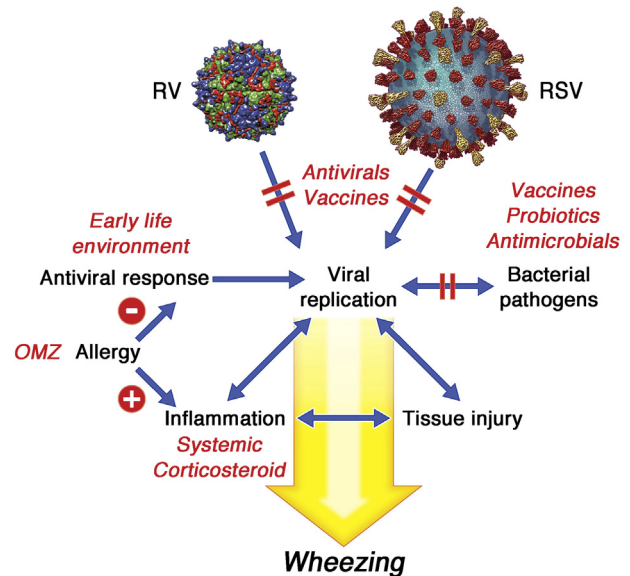 RV
RSV
Antivirals
Vaccines
Vaccines
Probiotics
Antimicrobials
Early life
environment
Antiviral response
Viral
replication
Bacterial
pathogens
-
OMZ
Allergy
+
Inflammation
Tissue injury
Systemic
Corticosteroid
Wheezing